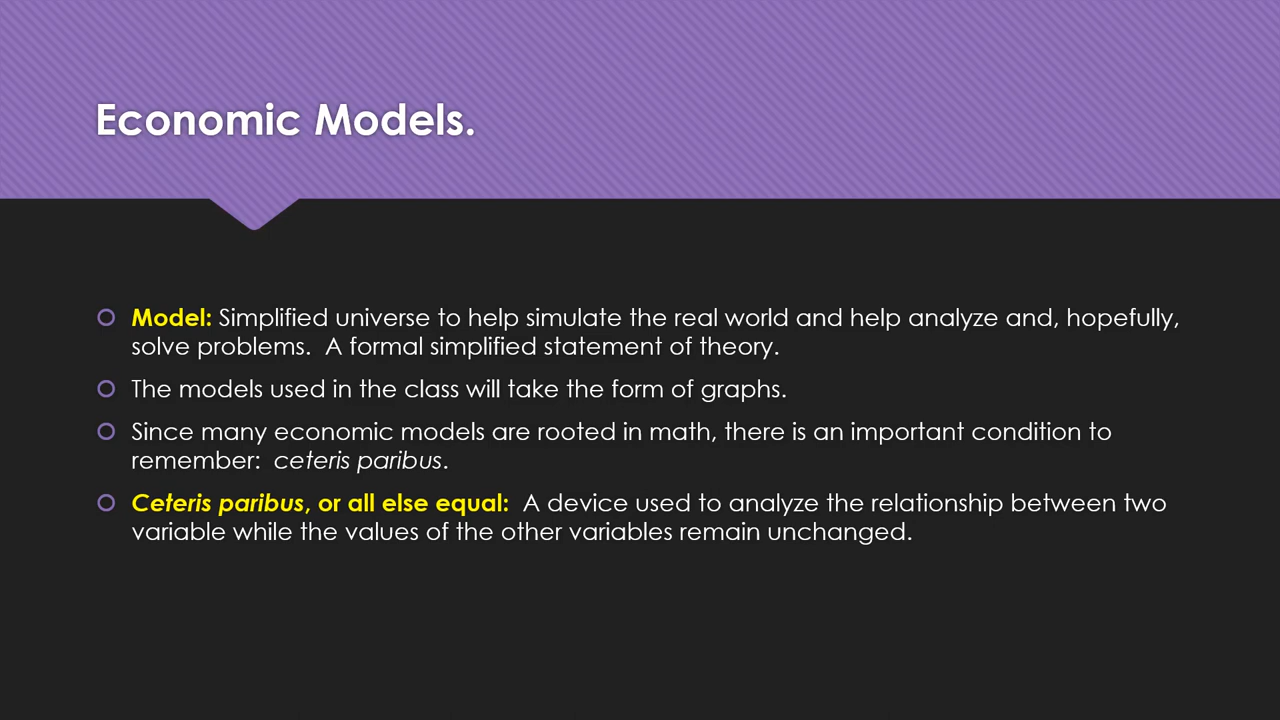 Economic Models.
Model: Simplified universe to help simulate the real world and help analyze and, hopefully,
solve problems.  A formal simplified statement of theory.
The models used in the class will take the form of graphs.
Since many economic models are rooted in math, there is an important condition to
remember:  ceteris paribus.
Ceteris paribus, or all else equal:  A device used to analyze the relationship between two
variable while the values of the other variables remain unchanged.